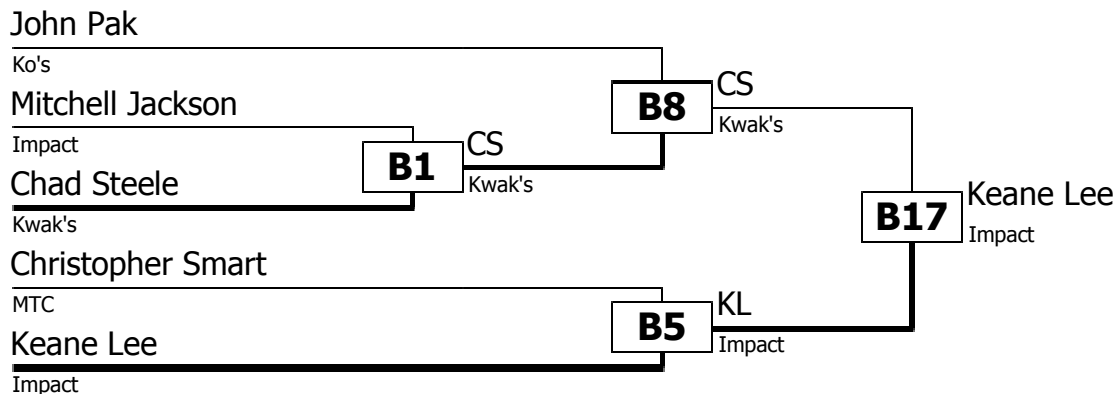 John Pak
Ko's
Mitchell Jackson
Impact
Chad Steele
Kwak's
Christopher Smart
MTC
Keane Lee
Impact
B1
CS
Kwak's
B8
CS
Kwak's
B5
KL
Impact
B17
Keane Lee
Impact